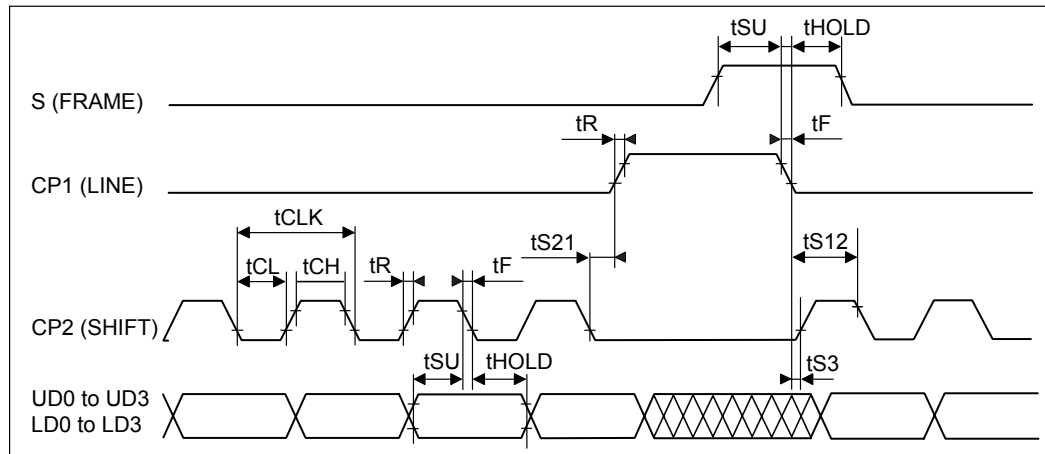 tSU tHOLD
S (FRAME)
tR tF
CP1 (LINE)
tCLK
tS21 tS12
tCL tCH tR tF
CP2 (SHIFT)
tSU tHOLD tS3
UD0 to UD3
LD0 to LD3